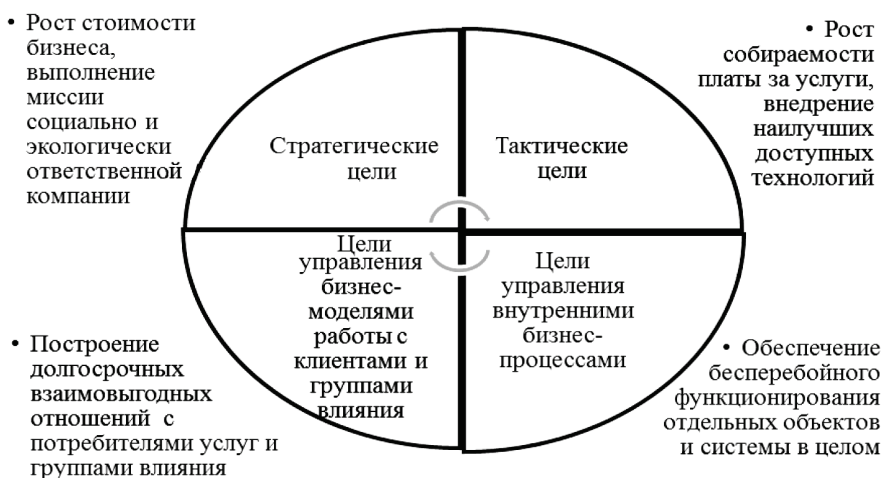 • Рост стоимости
бизнеса,
выполнение
миссии
социально и
экологически
ответственной
компании
• Рост
собираемости
платы за услуги,
внедрение
наилучших
доступных
технологий
Стратегические
цели
Тактические
цели
Цели
управления
бизнес-
моделями
работы с
клиентами и
группами
влияния
Цели
управления
внутренними
бизнес-
процессами
• Построение
долгосрочных
взаимовыгодных
отношений с
потребителями услуг и
группами влияния
• Обеспечение
бесперебойного
функционирования
отдельных объектов
и системы в целом